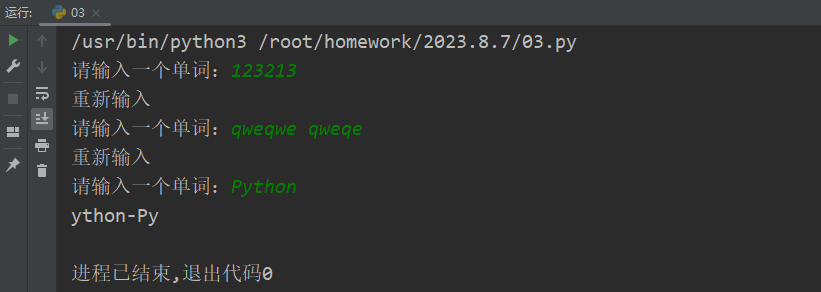 运行: 03 ×
/usr/bin/python3 /root/homework/2023.8.7/03.py
请输入一个单词：123213
重新输入
请输入一个单词：qweqwe qweqe
重新输入
请输入一个单词：Python
ython-Py
进程已结束,退出代码0